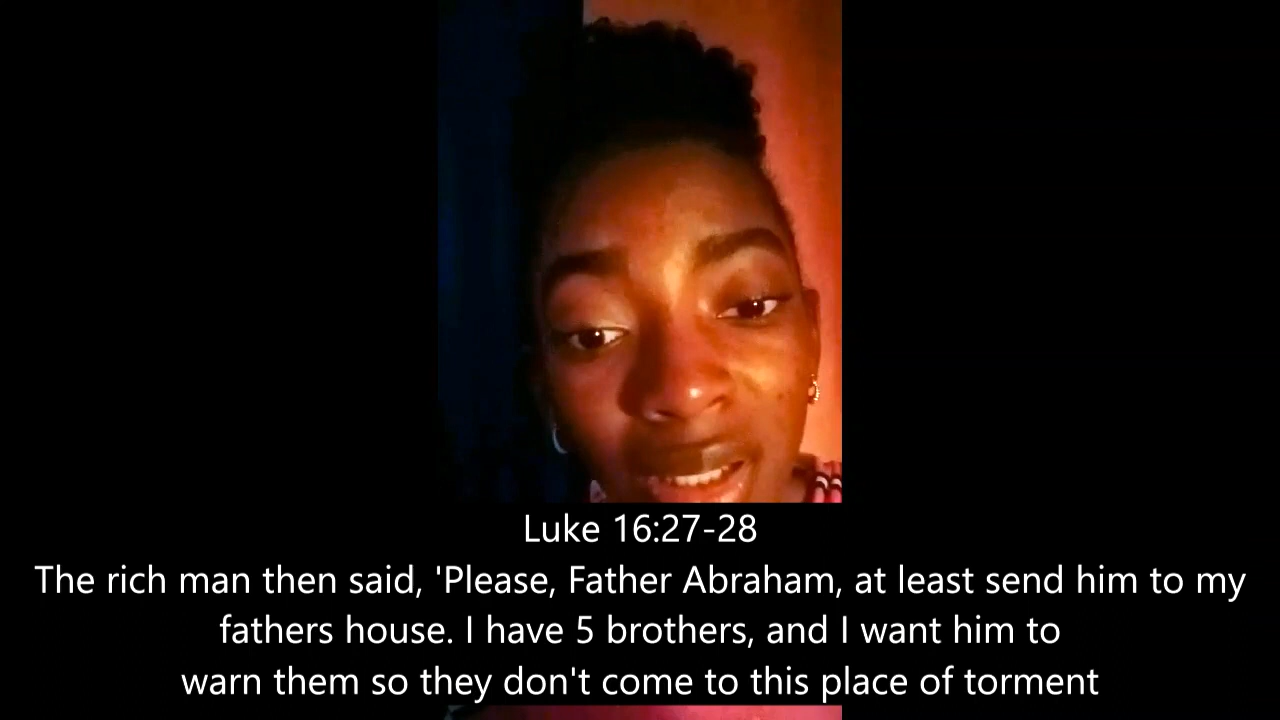 Luke 16:27-28
The rich man then said, 'Please, Father Abraham, at least send him to my
fathers house. I have 5 brothers, and I want him to
warn them so they don't come to this place of torment